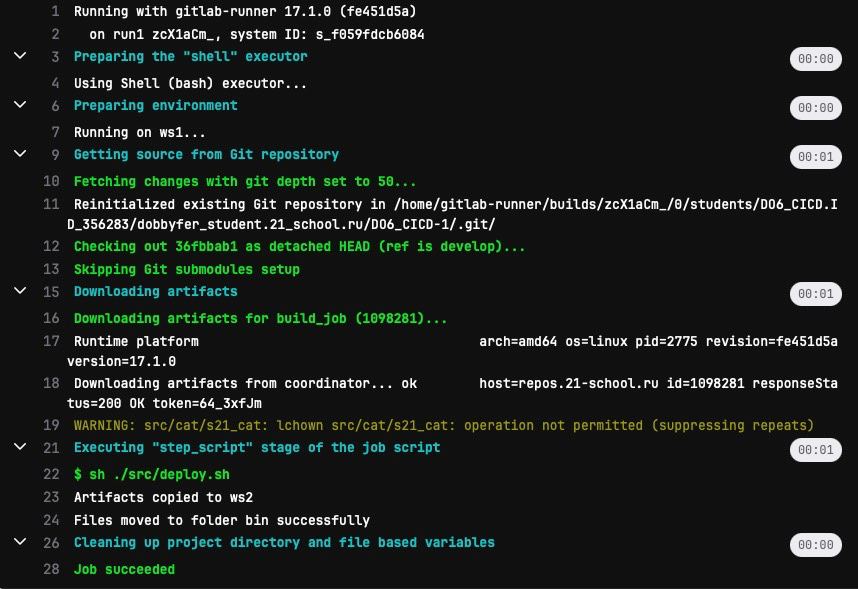 1 Running with gitlab-runner 17.1.0 (fe451d5a)
2 on run1 zcX1aCm_, system ID: s_f059fdcb6084
3 Preparing the "shell" executor 00:00
4 Using Shell (bash) executor...
6 Preparing environment 00:00
7 Running on ws1...
9 Getting source from Git repository 00:01
10 Fetching changes with git depth set to 50...
11 Reinitialized existing Git repository in /home/gitlab-runner/builds/zcX1aCm_/0/students/DO6_CICD.I
D_356283/dobbyfer_student.21_school.ru/DO6_CICD-1/.git/
12 Checking out 36fbbab1 as detached HEAD (ref is develop)...
13 Skipping Git submodules setup
15 Downloading artifacts 00:01
16 Downloading artifacts for build_job (1098281)...
17 Runtime platform arch=amd64 os=linux pid=2775 revision=fe451d5a
version=17.1.0
18 Downloading artifacts from coordinator... ok host=repos.21-school.ru id=1098281 responseSta
tus=200 OK token=64_3xfJm
19 WARNING: src/cat/s21_cat: lchown src/cat/s21_cat: operation not permitted (suppressing repeats)
21 Executing "step_script" stage of the job script 00:01
22 $ sh ./src/deploy.sh
23 Artifacts copied to ws2
24 Files moved to folder bin successfully
26 Cleaning up project directory and file based variables 00:00
28 Job succeeded